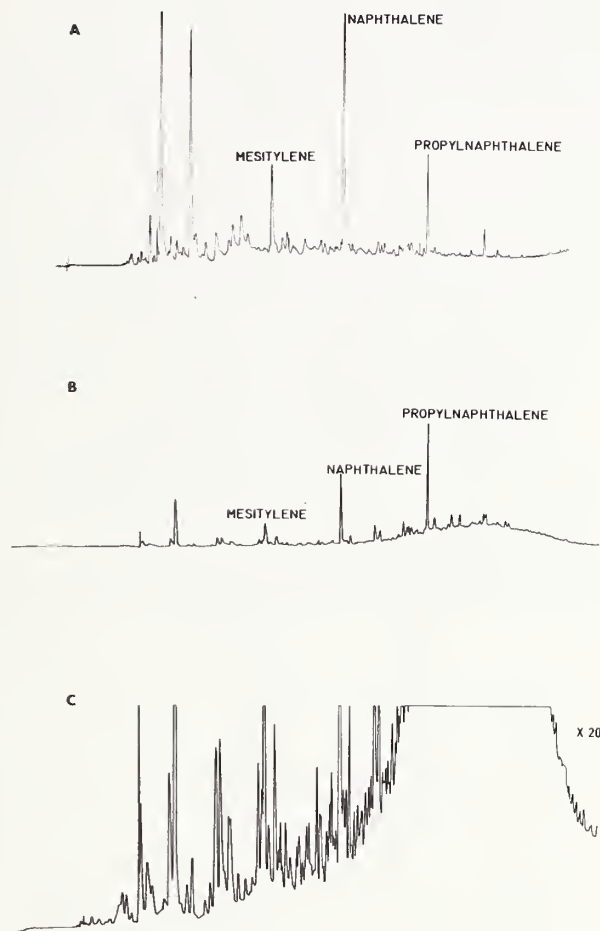 A
NAPHTHALENE
MESITYLENE
PROPYLNAPHTHALENE
B
PROPYLNAPHTHALENE
NAPHTHALENE
MESITYLENE
C
X 20